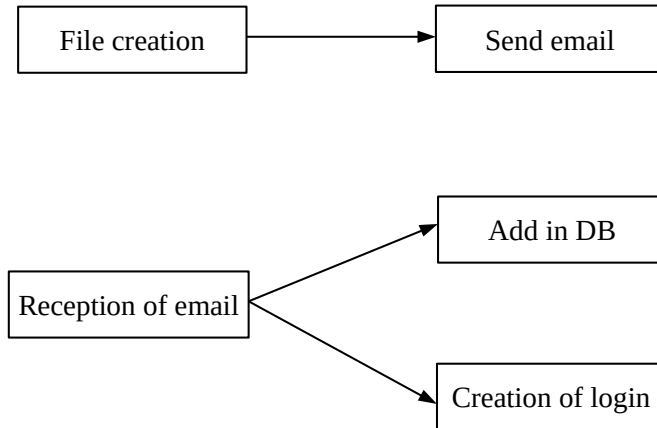 File creation
Send email
Add in DB
Reception of email
Creation of login